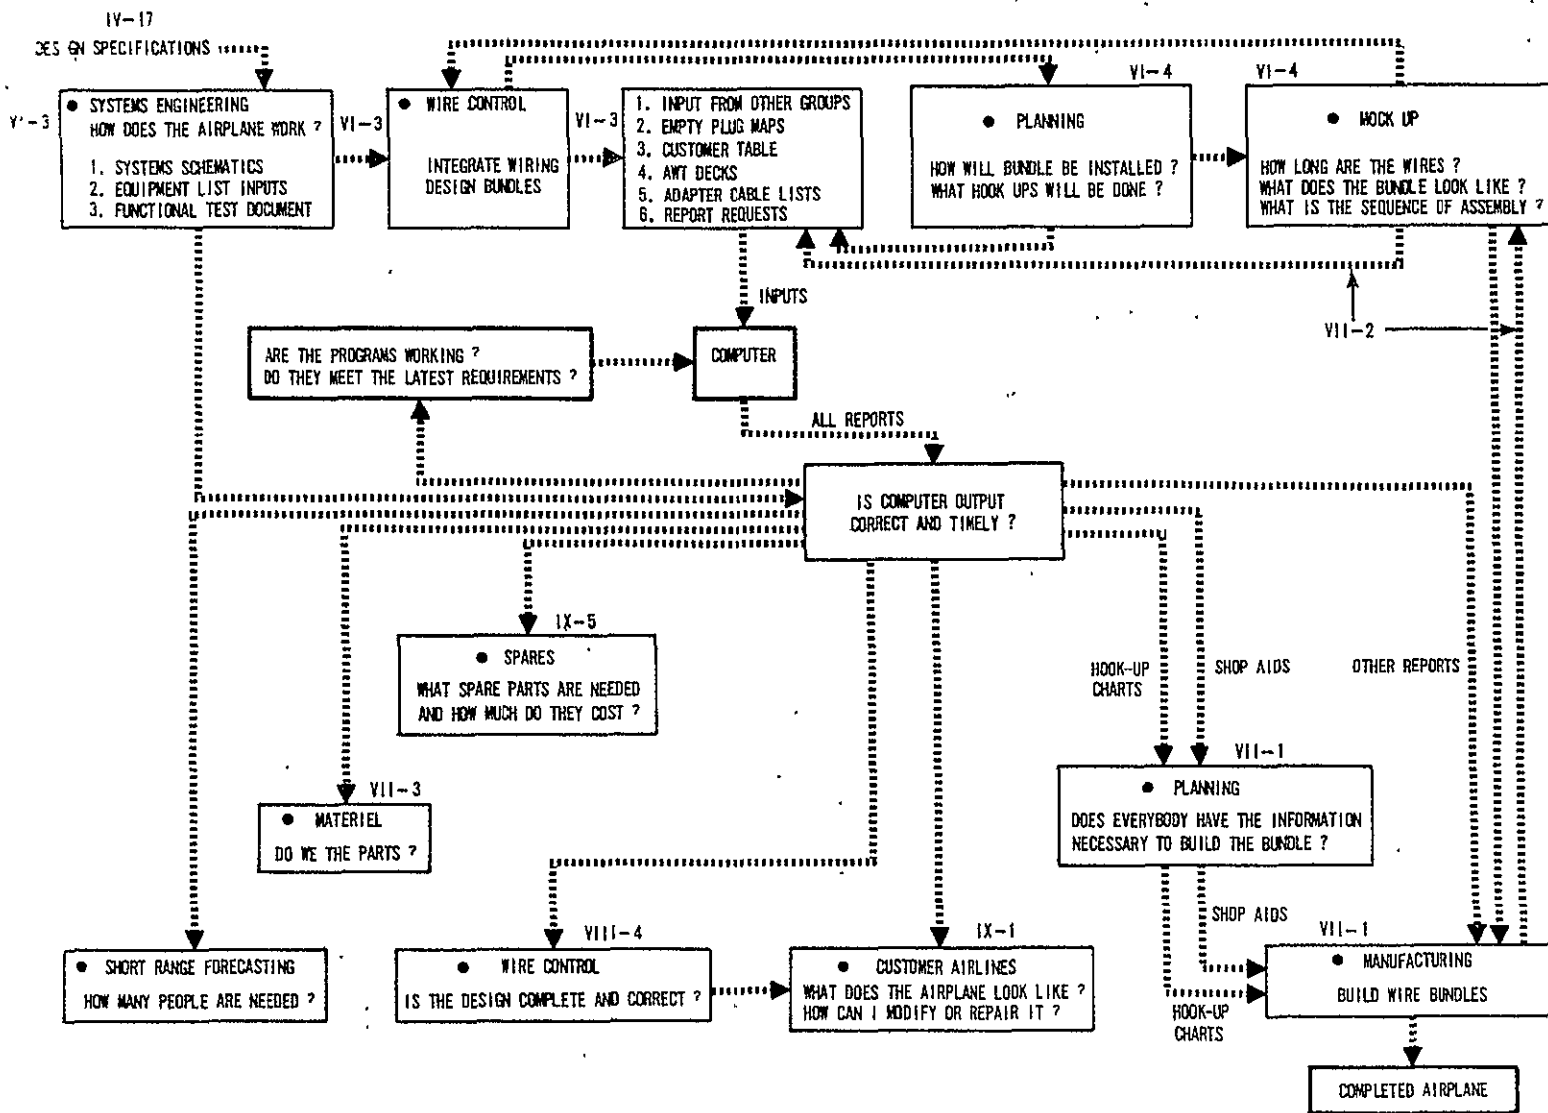 IV-17
DES GN SPECIFICATIONS
V'-3
● SYSTEMS ENGINEERING
HOW DOES THE AIRPLANE WORK ?
1. SYSTEMS SCHEMATICS
2. EQUIPMENT LIST INPUTS
3. FUNCTIONAL TEST DOCUMENT
VI-3
● WIRE CONTROL
INTEGRATE WIRING
DESIGN BUNDLES
VI-3
1. INPUT FROM OTHER GROUPS
2. EMPTY PLUG MAPS
3. CUSTOMER TABLE
4. AWT DECKS
5. ADAPTER CABLE LISTS
6. REPORT REQUESTS
VI-4
● PLANNING
HOW WILL BUNDLE BE INSTALLED ?
WHAT HOOK UPS WILL BE DONE ?
VI-4
● MOCK UP
HOW LONG ARE THE WIRES ?
WHAT DOES THE BUNDLE LOOK LIKE ?
WHAT IS THE SEQUENCE OF ASSEMBLY ?
INPUTS
VII-2
ARE THE PROGRAMS WORKING ?
DO THEY MEET THE LATEST REQUIREMENTS ?
COMPUTER
ALL REPORTS
IS COMPUTER OUTPUT
CORRECT AND TIMELY ?
IX-5
● SPARES
WHAT SPARE PARTS ARE NEEDED
AND HOW MUCH DO THEY COST ?
HOOK-UP
CHARTS
SHOP AIDS
OTHER REPORTS
VII-3
● MATERIEL
DO WE THE PARTS ?
VII-1
● PLANNING
DOES EVERYBODY HAVE THE INFORMATION
NECESSARY TO BUILD THE BUNDLE ?
SHOP AIDS
HOOK-UP
CHARTS
● SHORT RANGE FORECASTING
HOW MANY PEOPLE ARE NEEDED ?
VIII-4
● WIRE CONTROL
IS THE DESIGN COMPLETE AND CORRECT ?
IX-1
● CUSTOMER AIRLINES
WHAT DOES THE AIRPLANE LOOK LIKE ?
HOW CAN I MODIFY OR REPAIR IT ?
VII-1
● MANUFACTURING
BUILD WIRE BUNDLES
COMPLETED AIRPLANE